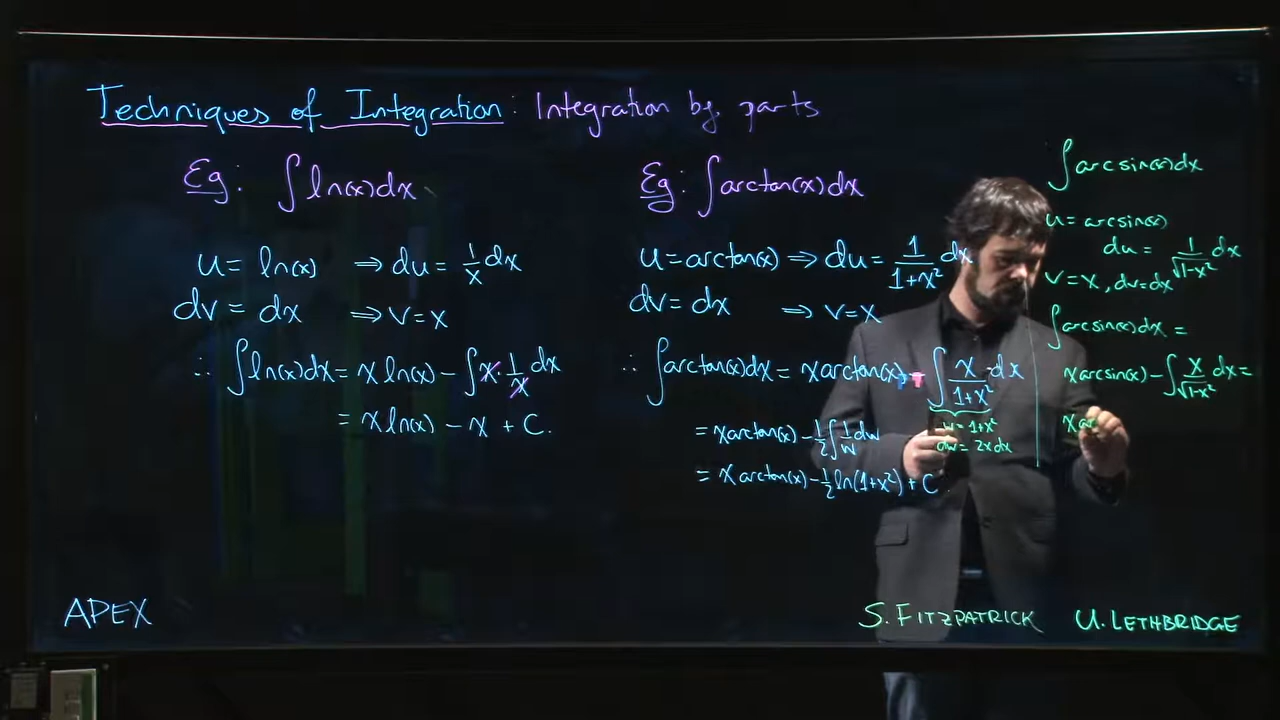 Techniques of Integration: Integration by parts
Eg: ∫ln(x)dx
u = ln(x) ⇒ du = 1/x dx
dv = dx ⇒ v = x
∴ ∫ln(x)dx = x ln(x) − ∫x · 1/x dx
= x ln(x) − x + C.
Eg: ∫arctan(x)dx
u = arctan(x) ⇒ du = 1/(1+x²) dx
dv = dx ⇒ v = x
∴ ∫arctan(x)dx = x arctan(x) − ∫ x/(1+x²) dx
w = 1+x²
dw = 2x dx
= x arctan(x) − 1/2 ∫ 1/w dw
= x arctan(x) − 1/2 ln(1+x²) + C
∫arcsin(x)dx
u = arcsin(x)
du = 1/√(1−x²) dx
v = x, dv = dx
∫arcsin(x)dx =
x arcsin(x) − ∫ x/√(1−x²) dx =
APEX
S. FITZPATRICK U. LETHBRIDGE